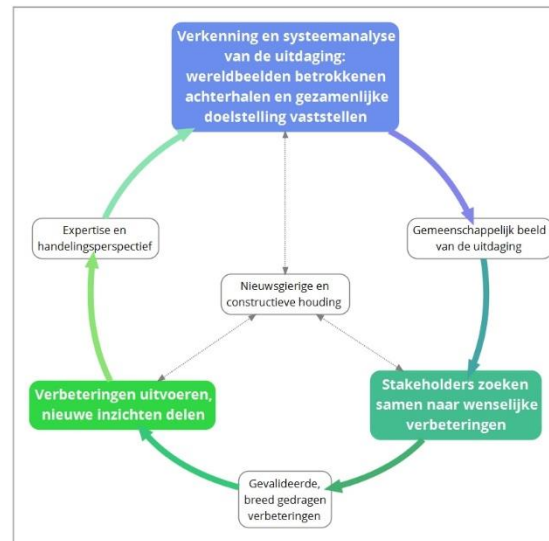 Verkenning en systeemanalyse
van de uitdaging:
wereldbeelden betrokkenen
achterhalen en gezamenlijke
doelstelling vaststellen
Expertise en
handelingsperspectief
Gemeenschappelijk beeld
van de uitdaging
Nieuwsgierige en
constructieve houding
Verbeteringen uitvoeren,
nieuwe inzichten delen
Stakeholders zoeken
samen naar wenselijke
verbeteringen
Gevalideerde,
breed gedragen
verbeteringen